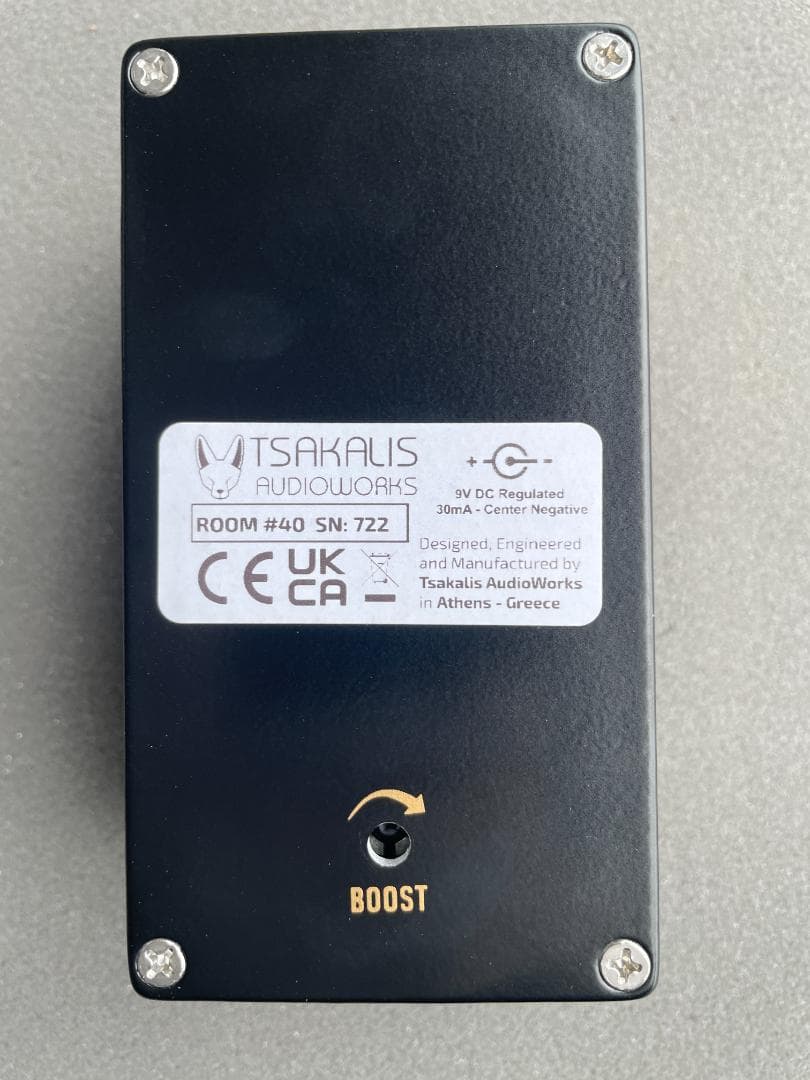 TSAKALIS
AUDIOWORKS
ROOM #40 SN: 722
CE UK
CA
+ -
9V DC Regulated
30mA - Center Negative
Designed, Engineered
and Manufactured by
Tsakalis AudioWorks
in Athens - Greece
BOOST